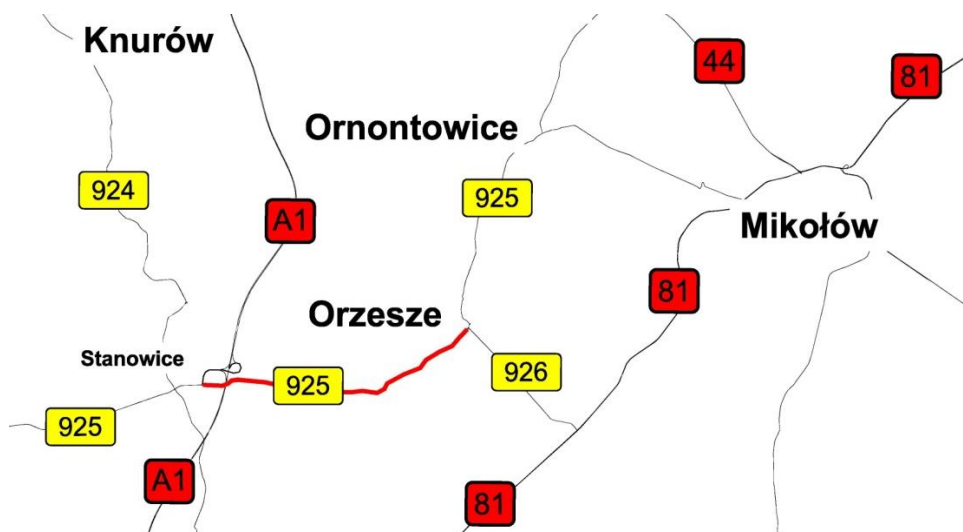 Knurów
44
81
Ornontowice
924
925
A1
Mikołów
81
Orzesze
Stanowice
925
926
925
A1
81